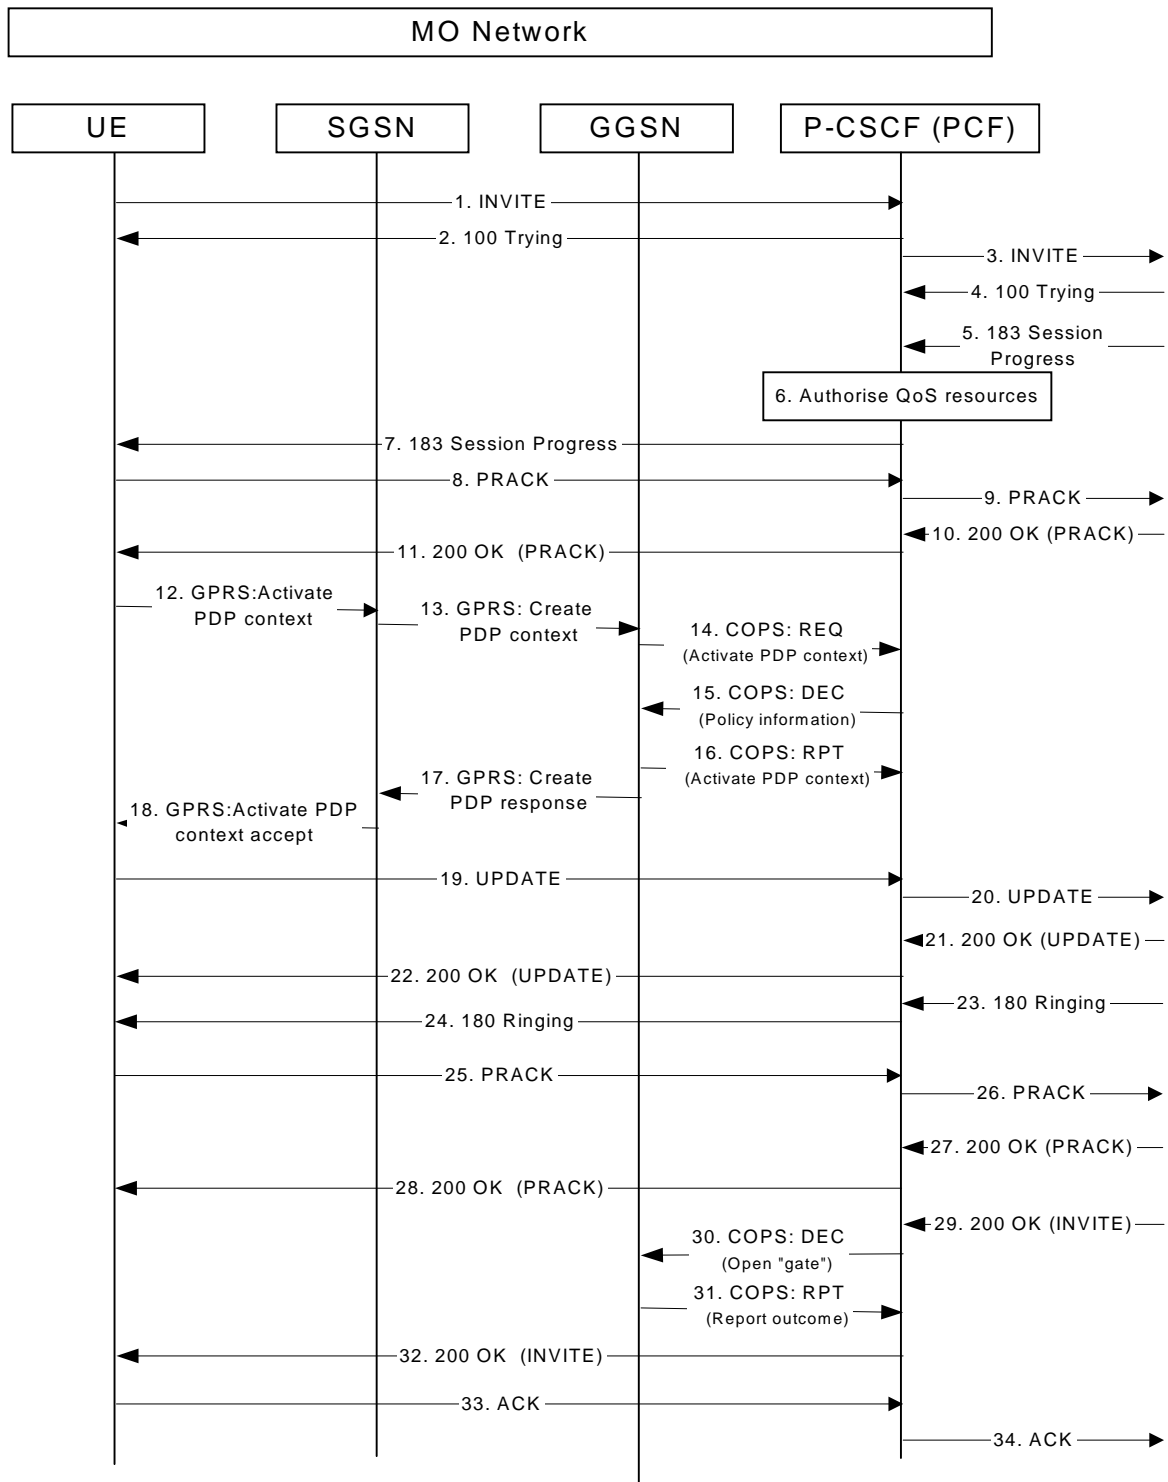 MO Network
UE
SGSN
GGSN
P-CSCF (PCF)
1. INVITE
2. 100 Trying
3. INVITE
4. 100 Trying
5. 183 Session
Progress
6. Authorise QoS resources
7. 183 Session Progress
8. PRACK
9. PRACK
10. 200 OK (PRACK)
11. 200 OK (PRACK)
12. GPRS:Activate
PDP context
13. GPRS: Create
PDP context
14. COPS: REQ
(Activate PDP context)
15. COPS: DEC
(Policy information)
16. COPS: RPT
(Activate PDP context)
17. GPRS: Create
PDP response
18. GPRS:Activate PDP
context accept
19. UPDATE
20. UPDATE
21. 200 OK (UPDATE)
22. 200 OK (UPDATE)
23. 180 Ringing
24. 180 Ringing
25. PRACK
26. PRACK
27. 200 OK (PRACK)
28. 200 OK (PRACK)
29. 200 OK (INVITE)
30. COPS: DEC
(Open "gate")
31. COPS: RPT
(Report outcome)
32. 200 OK (INVITE)
33. ACK
34. ACK